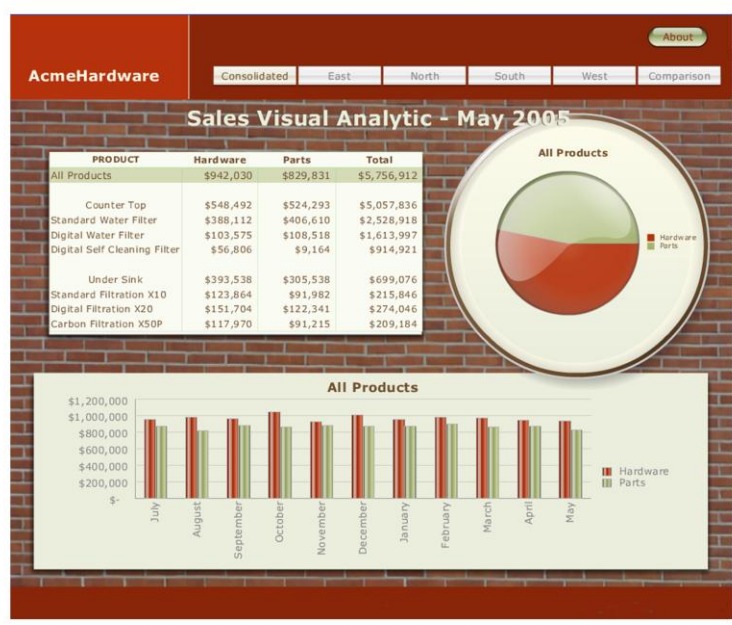 About
AcmeHardware
Consolidated East North South West Comparison
Sales Visual Analytic - May 2005
PRODUCT Hardware Parts Total
All Products $942,030 $829,831 $5,756,912
Counter Top $548,492 $524,293 $5,057,836
Standard Water Filter $388,112 $406,610 $2,528,918
Digital Water Filter $103,575 $108,518 $1,613,997
Digital Self Cleaning Filter $56,806 $9,164 $914,921
Under Sink $393,538 $305,538 $699,076
Standard Filtration X10 $123,864 $91,982 $215,846
Digital Filtration X20 $151,704 $122,341 $274,046
Carbon Filtration X50P $117,970 $91,215 $209,184
All Products
Hardware
Parts
All Products
$1,200,000
$1,000,000
$800,000
$600,000
$400,000
$200,000
$-
July August September October November December January February March April May
Hardware
Parts